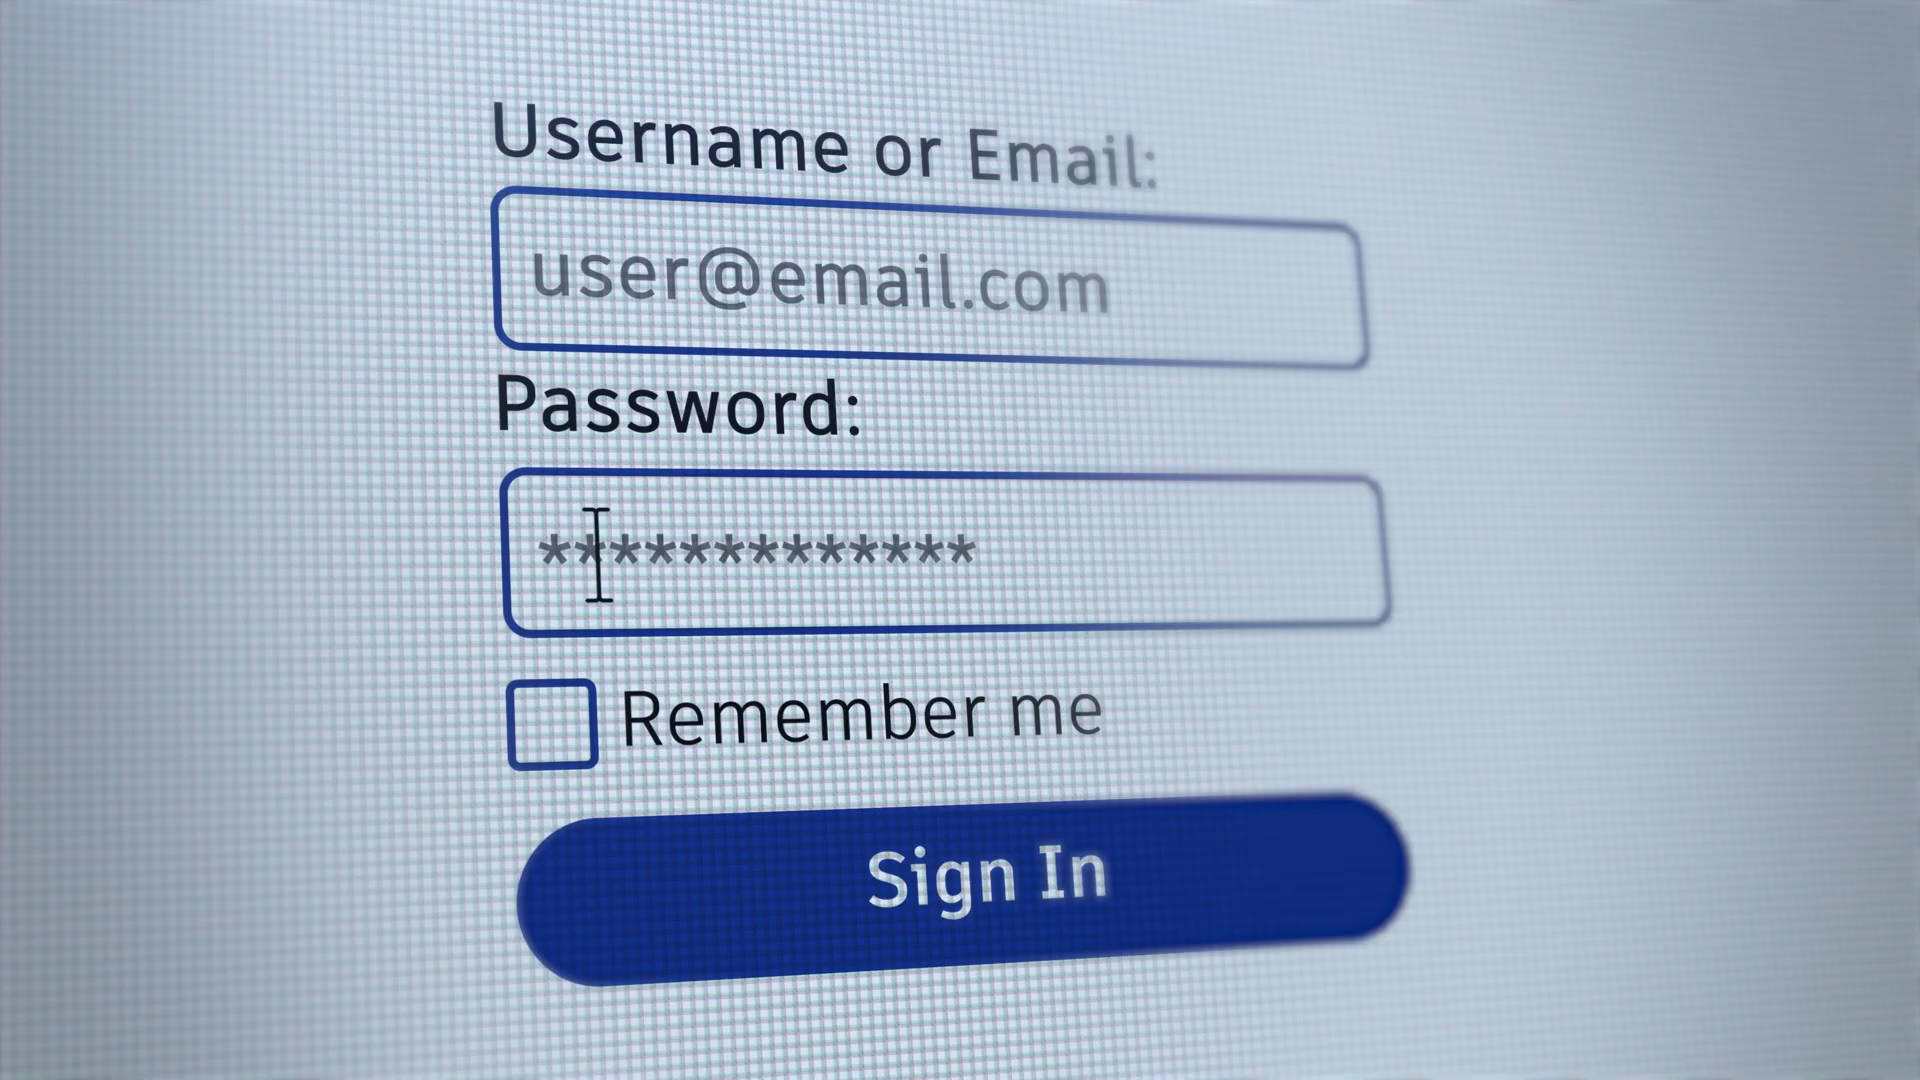 Username or Email:
user@email.com
Password:
*************
Remember me
Sign In